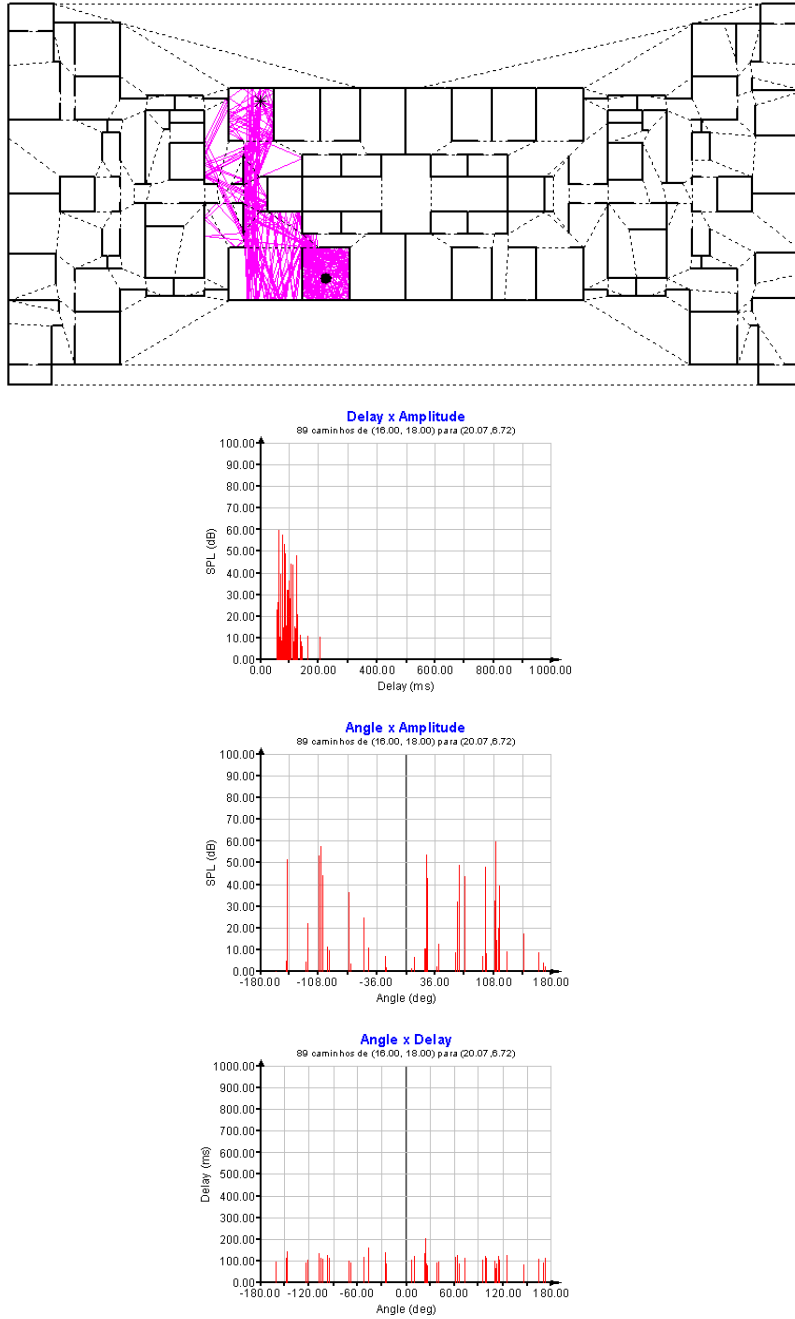 Delay x Amplitude
89 caminhos de (16.00, 18.00) para (20.07,6.72)
100.00
90.00
80.00
70.00
60.00
50.00
40.00
30.00
20.00
10.00
0.00
SPL (dB)
0.00 200.00 400.00 600.00 800.00 1000.00
Delay (ms)
Angle x Amplitude
89 caminhos de (16.00, 18.00) para (20.07,6.72)
100.00
90.00
80.00
70.00
60.00
50.00
40.00
30.00
20.00
10.00
0.00
SPL (dB)
-180.00 -108.00 -36.00 36.00 108.00 180.00
Angle (deg)
Angle x Delay
89 caminhos de (16.00, 18.00) para (20.07,6.72)
1000.00
900.00
800.00
700.00
600.00
500.00
400.00
300.00
200.00
100.00
0.00
Delay (ms)
-180.00 -120.00 -60.00 0.00 60.00 120.00 180.00
Angle (deg)